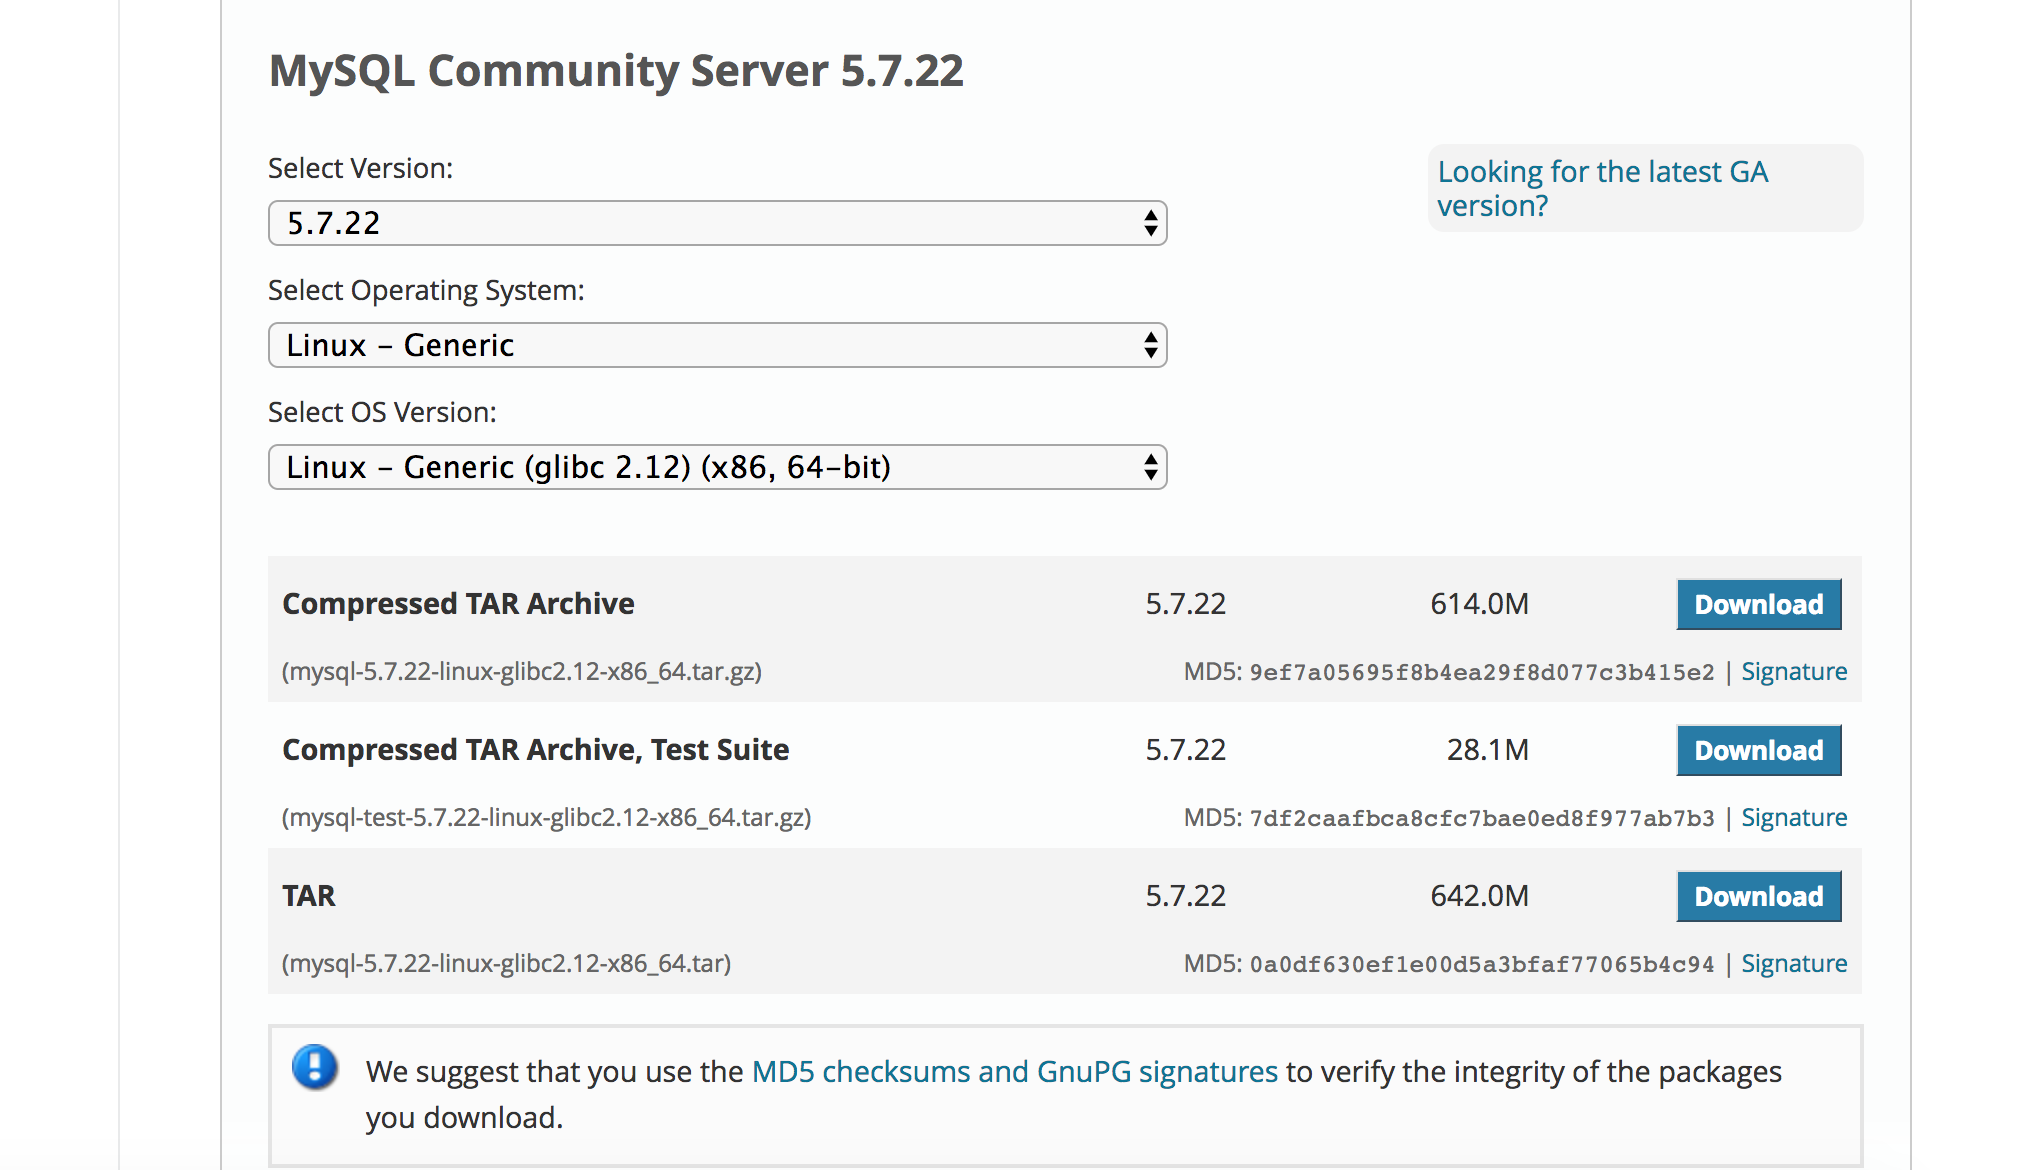 MySQL Community Server 5.7.22
Select Version:
5.7.22
Looking for the latest GA
version?
Select Operating System:
Linux – Generic
Select OS Version:
Linux – Generic (glibc 2.12) (x86, 64–bit)
Compressed TAR Archive 5.7.22 614.0M Download
(mysql-5.7.22-linux-glibc2.12-x86_64.tar.gz) MD5: 9ef7a05695f8b4ea29f8d077c3b415e2 | Signature
Compressed TAR Archive, Test Suite 5.7.22 28.1M Download
(mysql-test-5.7.22-linux-glibc2.12-x86_64.tar.gz) MD5: 7df2caafbca8cfc7bae0ed8f977ab7b3 | Signature
TAR 5.7.22 642.0M Download
(mysql-5.7.22-linux-glibc2.12-x86_64.tar) MD5: 0a0df630ef1e00d5a3bfaf77065b4c94 | Signature
We suggest that you use the MD5 checksums and GnuPG signatures to verify the integrity of the packages
you download.